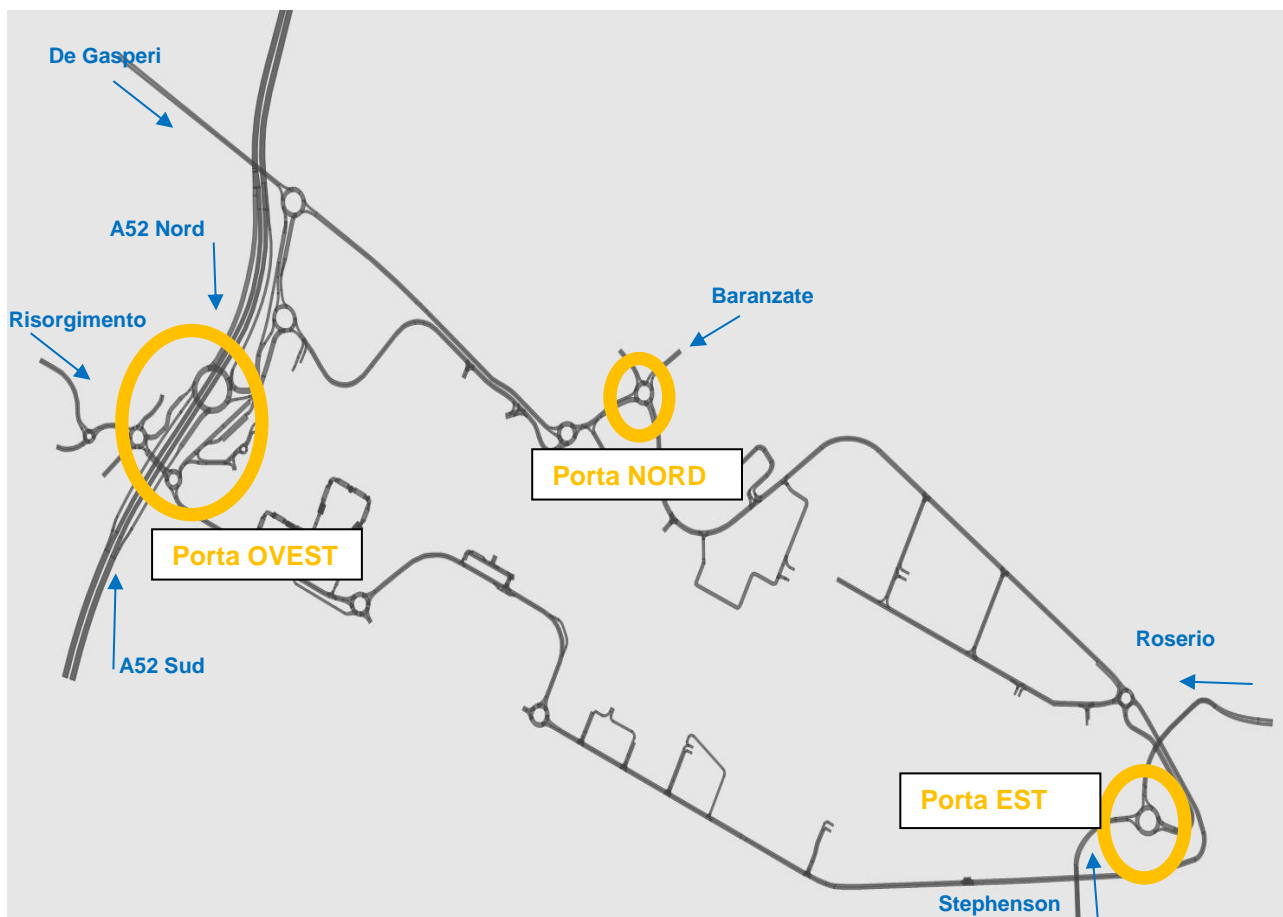 De Gasperi
A52 Nord
Baranzate
Risorgimento
Porta NORD
Porta OVEST
Roserio
A52 Sud
Porta EST
Stephenson